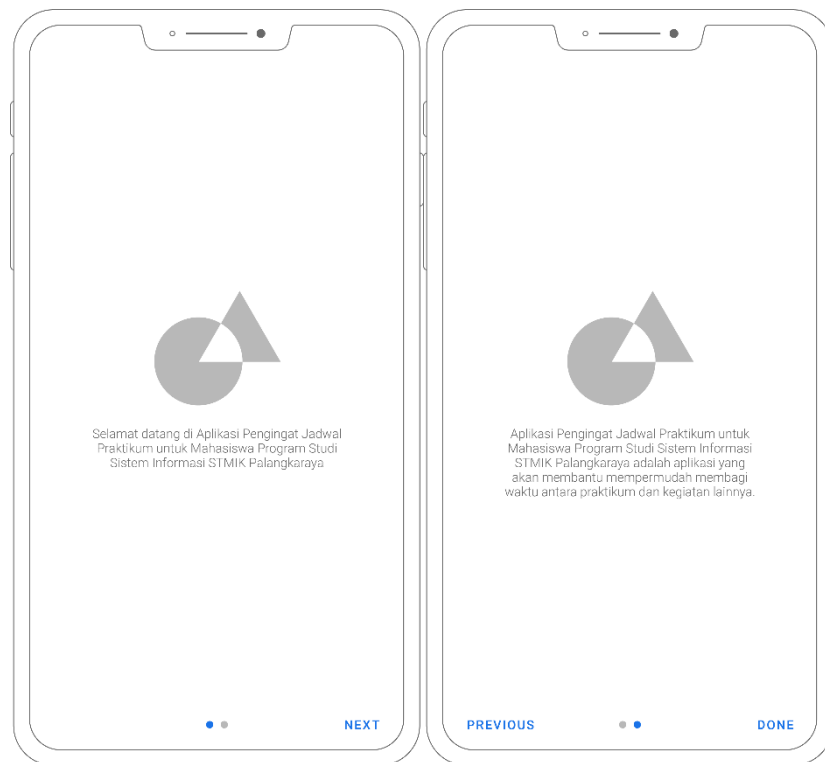 Selamat datang di Aplikasi Pengingat Jadwal
Praktikum untuk Mahasiswa Program Studi
Sistem Informasi STMIK Palangkaraya
NEXT
Aplikasi Pengingat Jadwal Praktikum untuk
Mahasiswa Program Studi Sistem Informasi
STMIK Palangkaraya adalah aplikasi yang
akan membantu mempermudah membagi
waktu antara praktikum dan kegiatan lainnya.
PREVIOUS
DONE